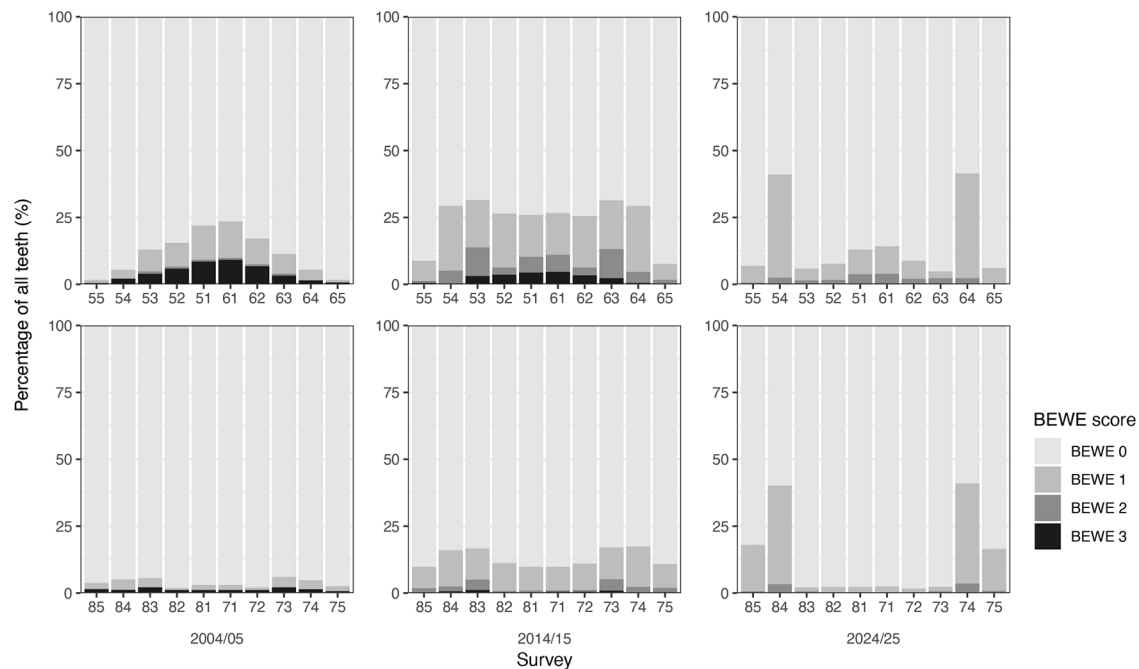 Percentage of all teeth (%)
100 100 100
75 75 75
50 50 50
25 25 25
0 0 0
55 54 53 52 51 61 62 63 64 65 55 54 53 52 51 61 62 63 64 65 55 54 53 52 51 61 62 63 64 65
100 100 100
75 75 75
50 50 50
25 25 25
0 0 0
85 84 83 82 81 71 72 73 74 75 85 84 83 82 81 71 72 73 74 75 85 84 83 82 81 71 72 73 74 75
2004/05 2014/15 2024/25
Survey
BEWE score
BEWE 0
BEWE 1
BEWE 2
BEWE 3